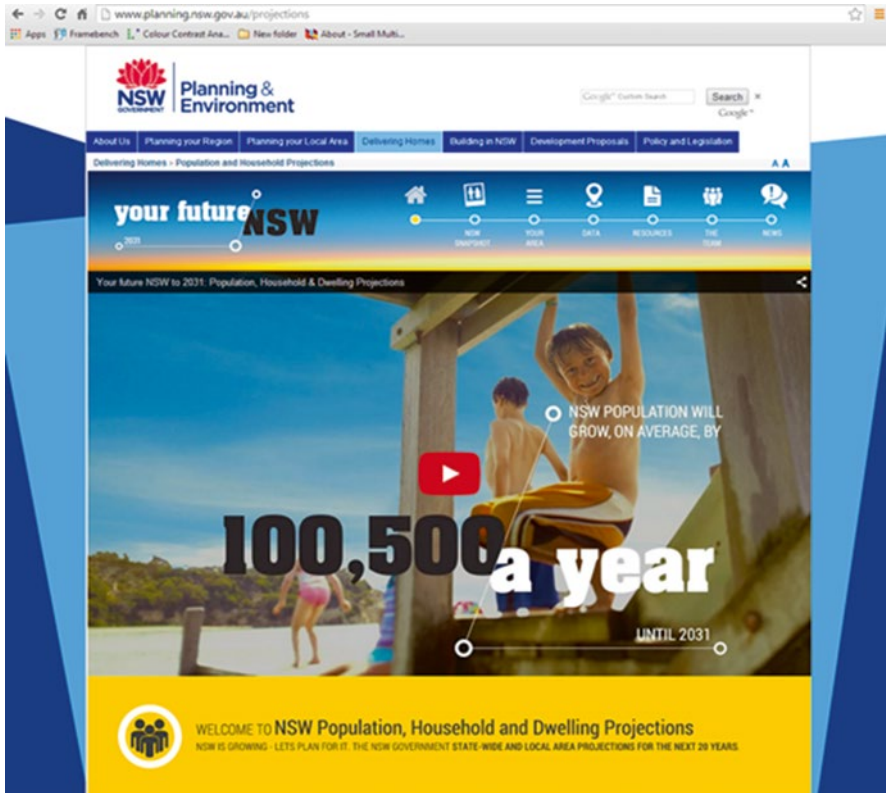 www.planning.nsw.gov.au/projections
Apps Framebench Colour Contrast Ana... New folder About - Small Multi...
NSW
GOVERNMENT
Planning &
Environment
Google™ Custom Search Search ×
Google™
About Us Planning your Region Planning your Local Area Delivering Homes Building in NSW Development Proposals Policy and Legislation
Delivering Homes > Population and Household Projections A A
your future NSW
2031
NSW SNAPSHOT YOUR AREA DATA RESOURCES THE TEAM NEWS
Your future NSW to 2031: Population, Household & Dwelling Projections
NSW POPULATION WILL
GROW, ON AVERAGE, BY
100,500
a year
UNTIL 2031
WELCOME TO NSW Population, Household and Dwelling Projections
NSW IS GROWING - LETS PLAN FOR IT. THE NSW GOVERNMENT STATE-WIDE AND LOCAL AREA PROJECTIONS FOR THE NEXT 20 YEARS.